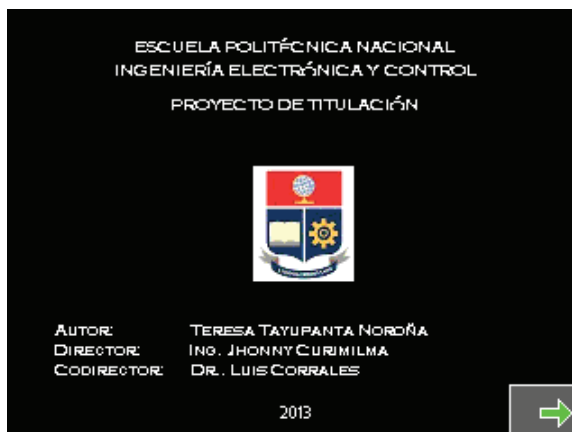 ESCUELA POLITÉCNICA NACIONAL
INGENIERÍA ELECTRÓNICA Y CONTROL
PROYECTO DE TITULACIÓN
AUTOR: TERESA TAYUPANTA NOROÑA
DIRECTOR: ING. JHONNY CURIMILMA
CODIRECTOR: DR. LUIS CORRALES
2013